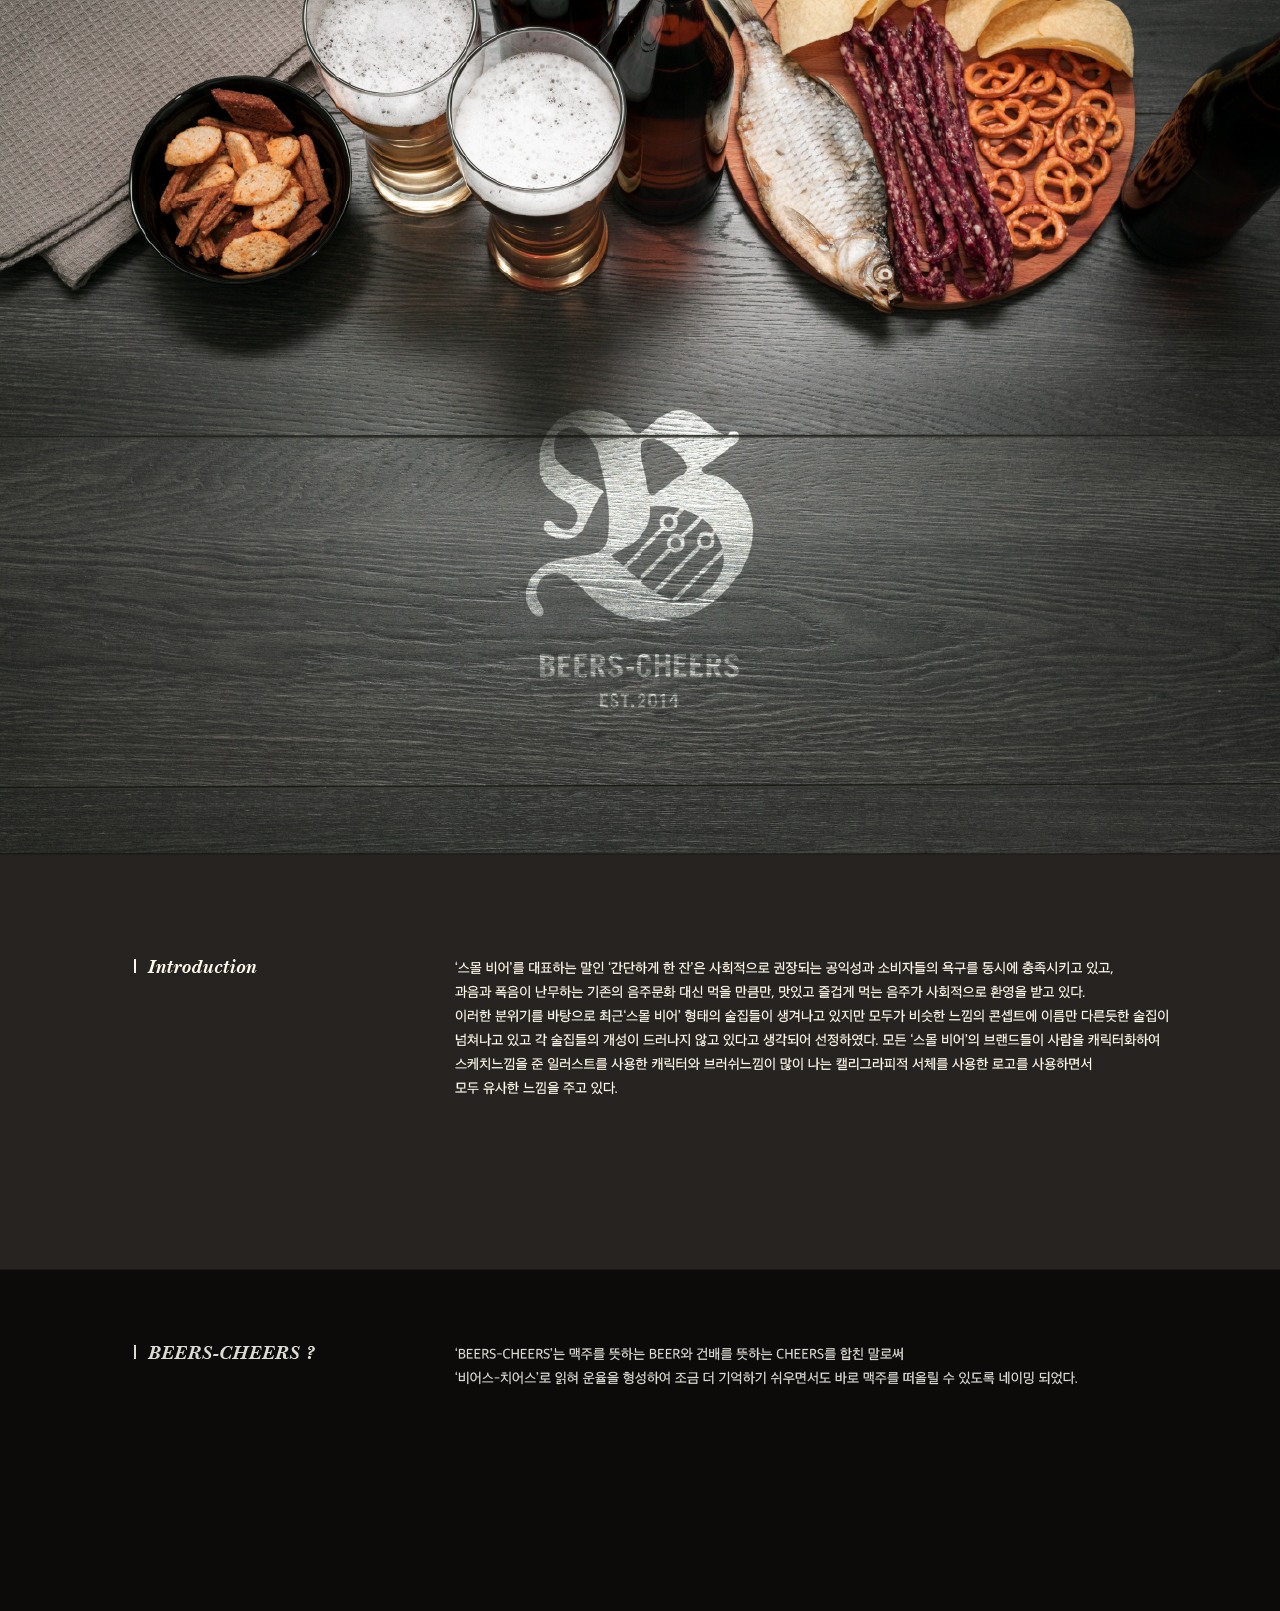 B
BEERS-CHEERS
EST.2014
Introduction
‘스몰 비어’를 대표하는 말인 ‘간단하게 한 잔’은 사회적으로 권장되는 공익성과 소비자들의 욕구를 동시에 충족시키고 있고,
과음과 폭음이 난무하는 기존의 음주문화 대신 먹을 만큼만, 맛있고 즐겁게 먹는 음주가 사회적으로 환영을 받고 있다.
이러한 분위기를 바탕으로 최근‘스몰 비어’ 형태의 술집들이 생겨나고 있지만 모두가 비슷한 느낌의 콘셉트에 이름만 다른듯한 술집이
넘쳐나고 있고 각 술집들의 개성이 드러나지 않고 있다고 생각되어 선정하였다. 모든 ‘스몰 비어’의 브랜드들이 사람을 캐릭터화하여
스케치느낌을 준 일러스트를 사용한 캐릭터와 브러쉬느낌이 많이 나는 캘리그라피적 서체를 사용한 로고를 사용하면서
모두 유사한 느낌을 주고 있다.
BEERS-CHEERS ?
‘BEERS-CHEERS’는 맥주를 뜻하는 BEER와 건배를 뜻하는 CHEERS를 합친 말로써
‘비어스-치어스’로 읽혀 운율을 형성하여 조금 더 기억하기 쉬우면서도 바로 맥주를 떠올릴 수 있도록 네이밍 되었다.